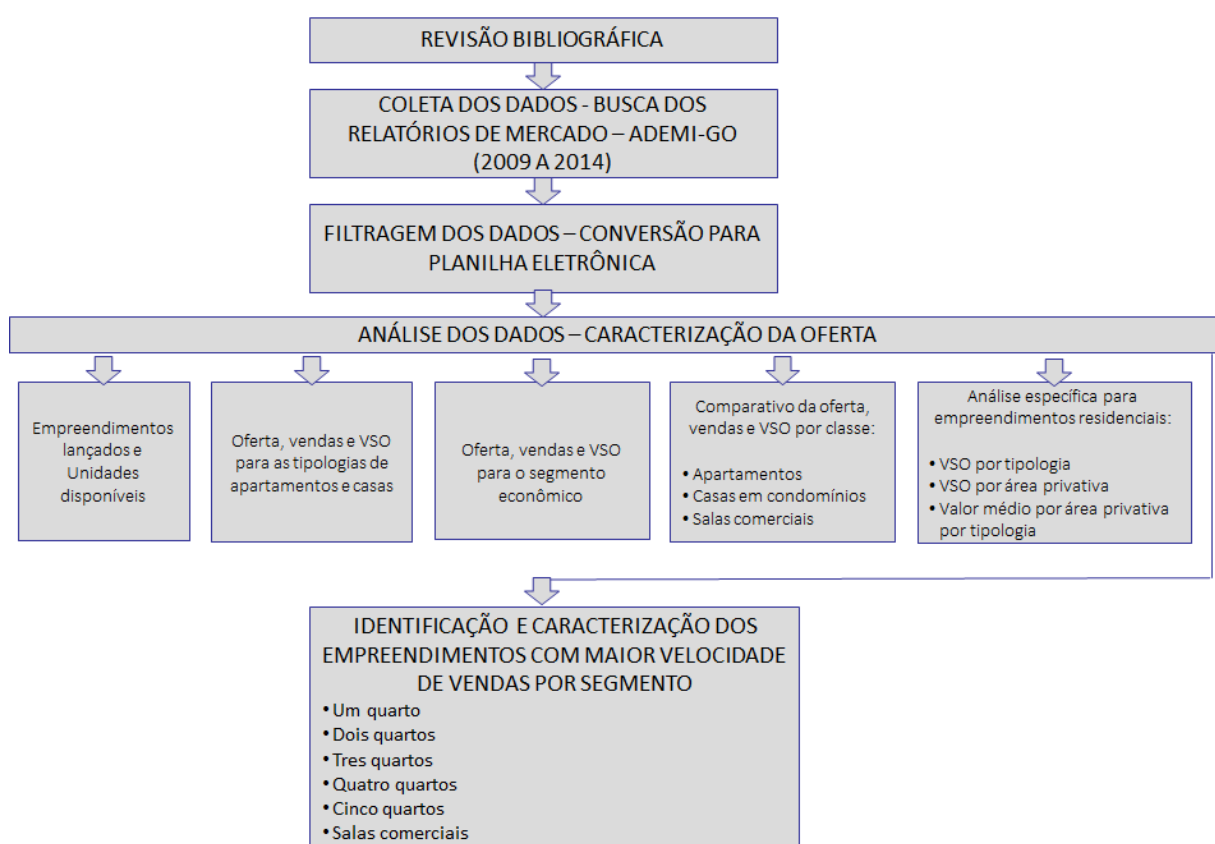 REVISÃO BIBLIOGRÁFICA
COLETA DOS DADOS - BUSCA DOS
RELATÓRIOS DE MERCADO – ADEMI-GO
(2009 A 2014)
FILTRAGEM DOS DADOS – CONVERSÃO PARA
PLANILHA ELETRÔNICA
ANÁLISE DOS DADOS – CARACTERIZAÇÃO DA OFERTA
Empreendimentos
lançados e
Unidades
disponíveis
Oferta, vendas e VSO
para as tipologias de
apartamentos e casas
Oferta, vendas e VSO
para o segmento
econômico
Comparativo da oferta,
vendas e VSO por classe:
• Apartamentos
• Casas em condomínios
• Salas comerciais
Análise específica para
empreendimentos residenciais:
• VSO por tipologia
• VSO por área privativa
• Valor médio por área privativa
por tipologia
IDENTIFICAÇÃO E CARACTERIZAÇÃO DOS
EMPREENDIMENTOS COM MAIOR VELOCIDADE
DE VENDAS POR SEGMENTO
• Um quarto
• Dois quartos
• Tres quartos
• Quatro quartos
• Cinco quartos
• Salas comerciais